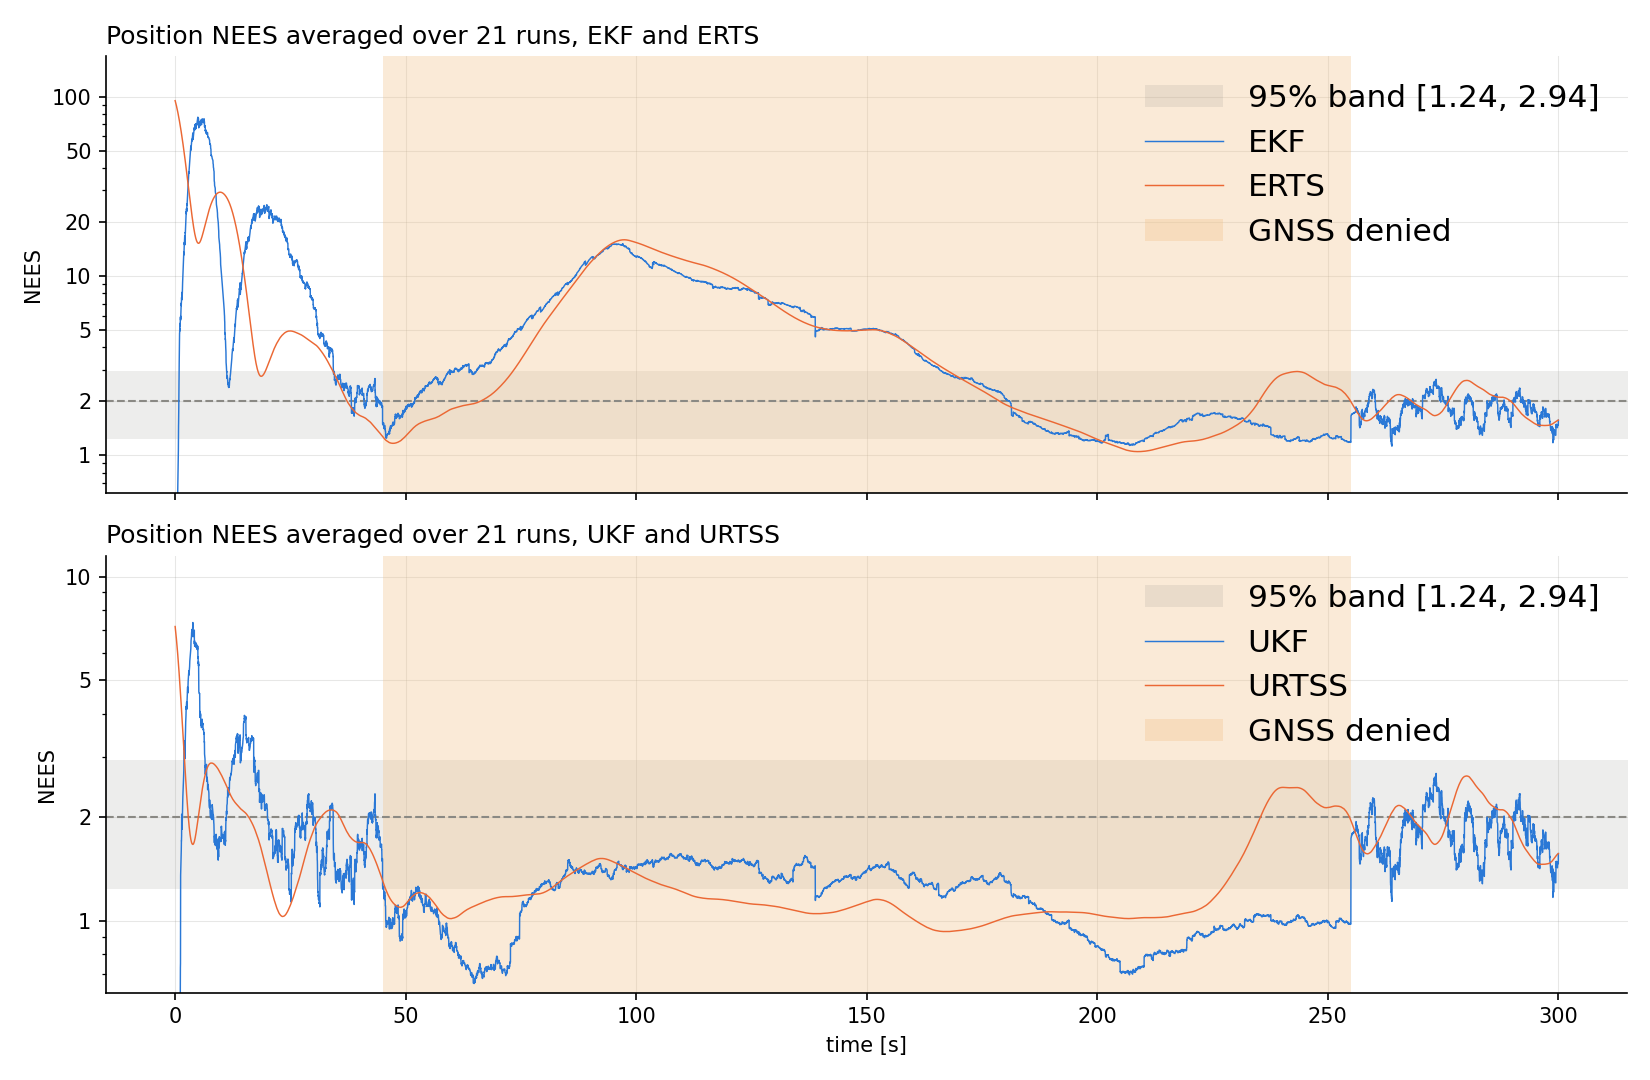 Position NEES averaged over 21 runs, EKF and ERTS
NEES
100
50
20
10
5
2
1
95% band [1.24, 2.94]
EKF
ERTS
GNSS denied
Position NEES averaged over 21 runs, UKF and URTSS
NEES
10
5
2
1
95% band [1.24, 2.94]
UKF
URTSS
GNSS denied
0 50 100 150 200 250 300
time [s]